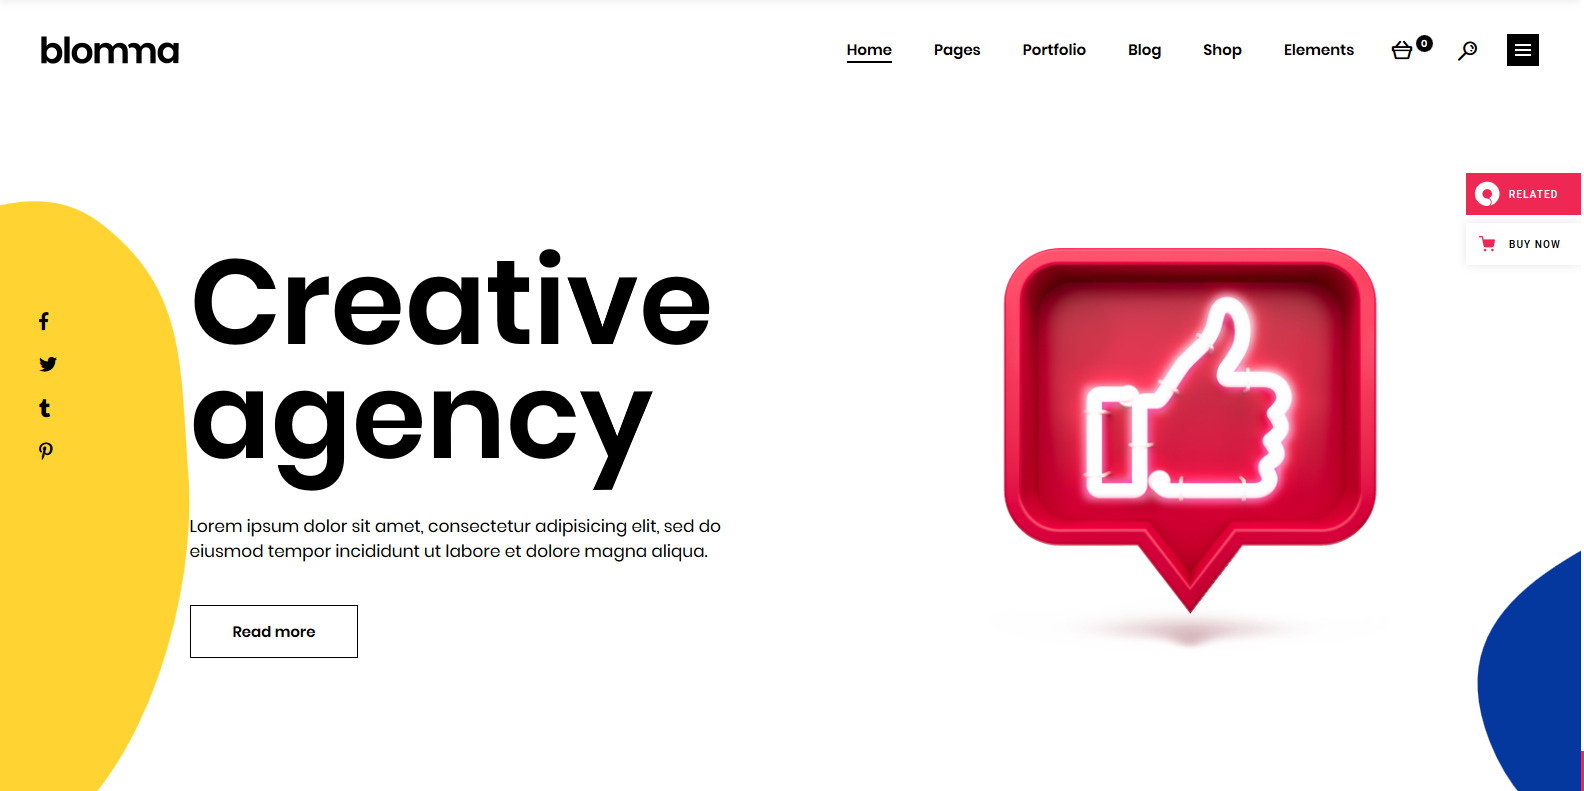 blomma
Home
Pages
Portfolio
Blog
Shop
Elements
0
RELATED
BUY NOW
Creative
agency
Lorem ipsum dolor sit amet, consectetur adipisicing elit, sed do
eiusmod tempor incididunt ut labore et dolore magna aliqua.
Read more